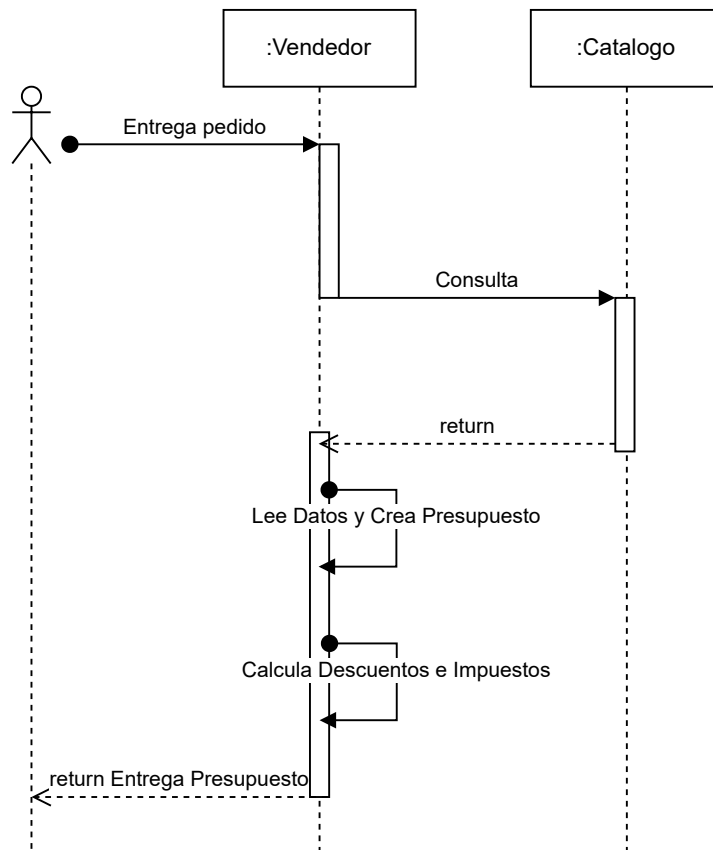 :Vendedor
:Catalogo
Entrega pedido
Consulta
return
Lee Datos y Crea Presupuesto
Calcula Descuentos e Impuestos
return Entrega Presupuesto